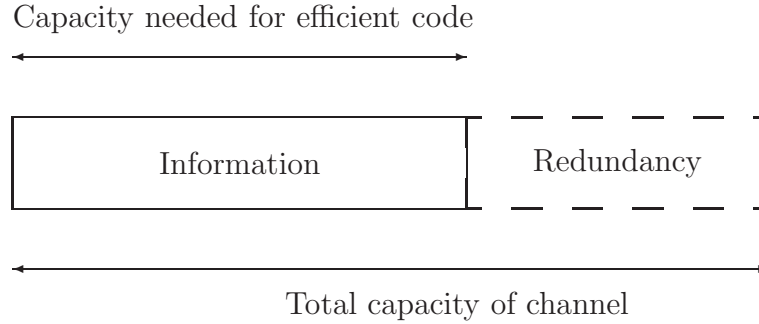 Capacity needed for efficient code
Information
Redundancy
Total capacity of channel